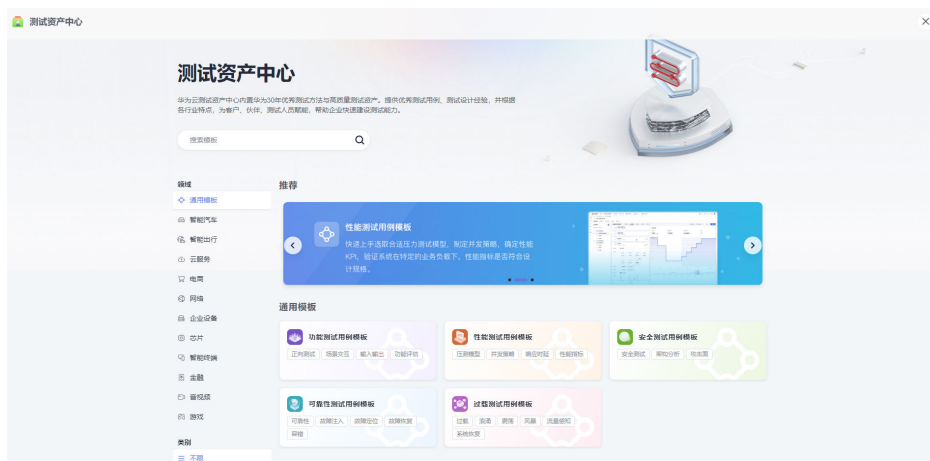 测试资产中心
测试资产中心
华为云测试资产中心内置华为30年优秀测试方法与高质量测试资产。提供优秀测试用例、测试设计经验，并根据
各行业特点，为客户、伙伴、测试人员赋能，帮助企业快速建设测试能力。
搜索模板
领域
通用模板
智能汽车
智能出行
云服务
电商
网络
企业设备
芯片
智能终端
金融
音视频
游戏
类别
不限
推荐
性能测试用例模板
快速上手选取合适压力测试模型，制定并发策略，确定性能
KPI，验证系统在特定的业务负载下，性能指标是否符合设
计规格。
通用模板
功能测试用例模板
正向测试 场景交互 输入输出 功能评估
性能测试用例模板
压测模型 并发策略 响应时延 性能指标
安全测试用例模板
安全测试 架构分析 攻击面
可靠性测试用例模板
可靠性 故障注入 故障定位 故障恢复
容错
过载测试用例模板
过载 浪涌 震荡 风暴 流量感知
系统恢复